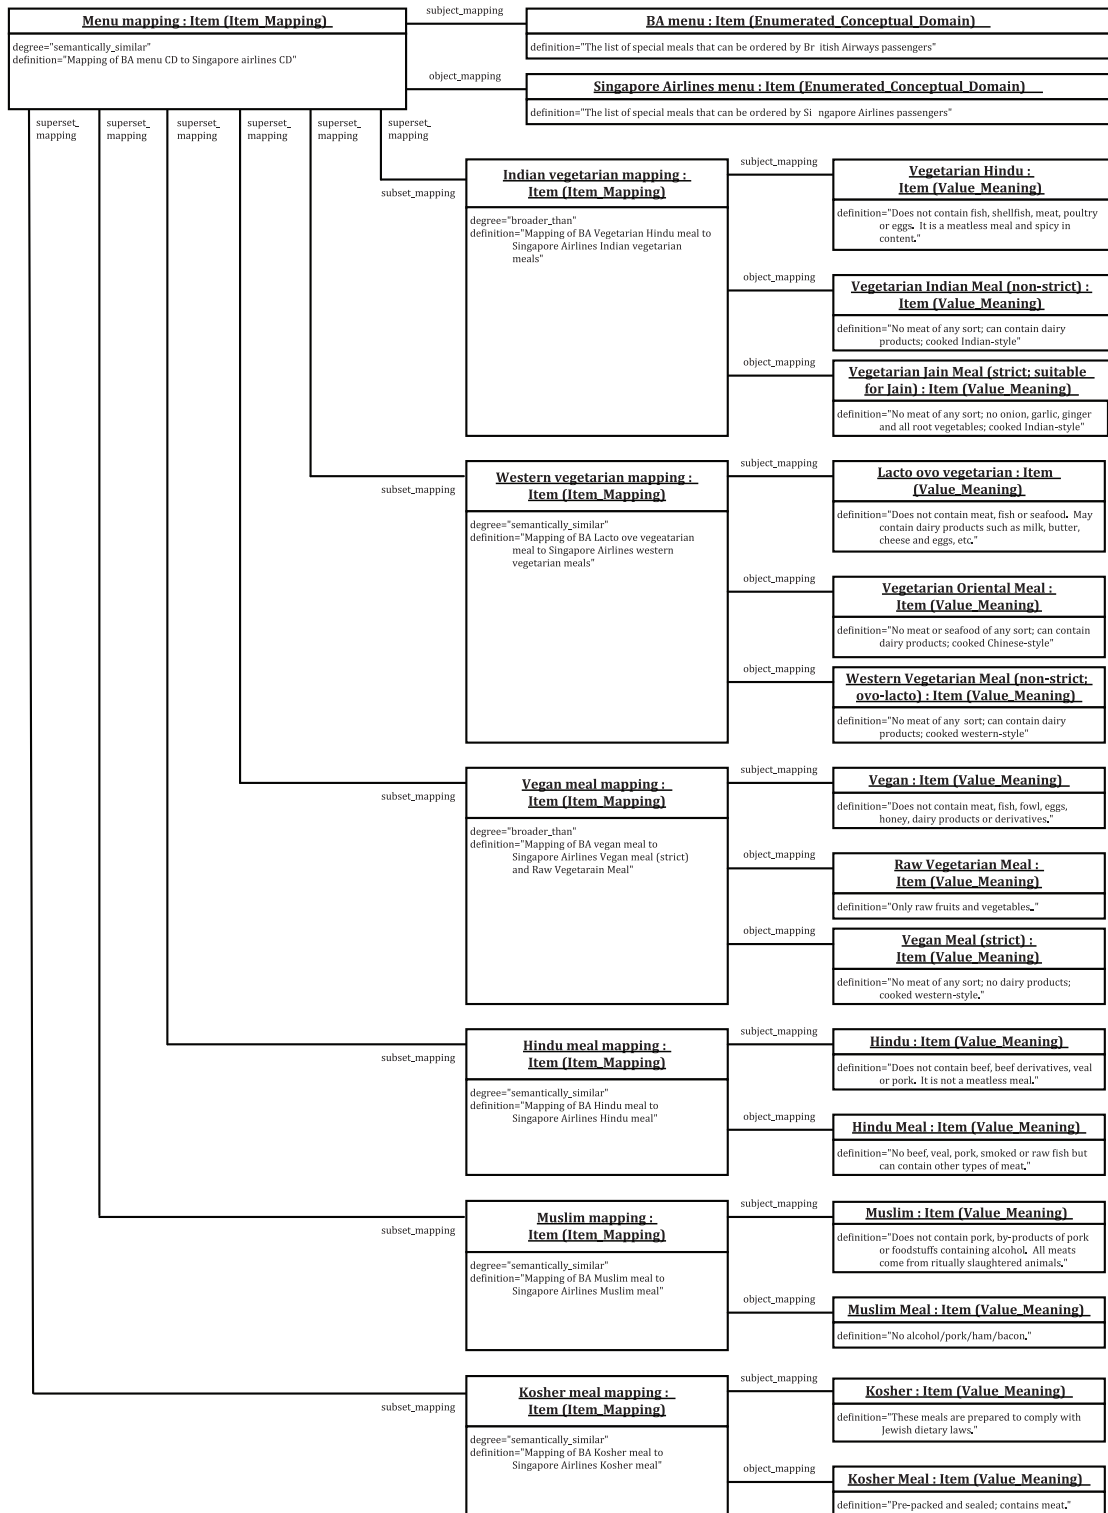 Menu mapping : Item (Item_Mapping)
degree="semantically_similar"
definition="Mapping of BA menu CD to Singapore airlines CD"
subject_mapping
BA menu : Item (Enumerated_Conceptual_Domain)
definition="The list of special meals that can be ordered by Br itish Airways passengers"
object_mapping
Singapore Airlines menu : Item (Enumerated_Conceptual_Domain)
definition="The list of special meals that can be ordered by Si ngapore Airlines passengers"
superset_ superset_ superset_ superset_ superset_ superset_
mapping mapping mapping mapping mapping mapping
subset_mapping
Indian vegetarian mapping :
Item (Item_Mapping)
degree="broader_than"
definition="Mapping of BA Vegetarian Hindu meal to
Singapore Airlines Indian vegetarian
meals"
subject_mapping
Vegetarian Hindu :
Item (Value_Meaning)
definition="Does not contain fish, shellfish, meat, poultry
or eggs. It is a meatless meal and spicy in
content."
object_mapping
Vegetarian Indian Meal (non-strict) :
Item (Value_Meaning)
definition="No meat of any sort; can contain dairy
products; cooked Indian-style"
object_mapping
Vegetarian Jain Meal (strict; suitable
for Jain) : Item (Value_Meaning)
definition="No meat of any sort; no onion, garlic, ginger
and all root vegetables; cooked Indian-style"
subset_mapping
Western vegetarian mapping :
Item (Item_Mapping)
degree="semantically_similar"
definition="Mapping of BA Lacto ove vegeatarian
meal to Singapore Airlines western
vegetarian meals"
subject_mapping
Lacto ovo vegetarian : Item
(Value_Meaning)
definition="Does not contain meat, fish or seafood. May
contain dairy products such as milk, butter,
cheese and eggs, etc."
object_mapping
Vegetarian Oriental Meal :
Item (Value_Meaning)
definition="No meat or seafood of any sort; can contain
dairy products; cooked Chinese-style"
object_mapping
Western Vegetarian Meal (non-strict;
ovo-lacto) : Item (Value_Meaning)
definition="No meat of any sort; can contain dairy
products; cooked western-style"
subset_mapping
Vegan meal mapping :
Item (Item_Mapping)
degree="broader_than"
definition="Mapping of BA vegan meal to
Singapore Airlines Vegan meal (strict)
and Raw Vegetarain Meal"
subject_mapping
Vegan : Item (Value_Meaning)
definition="Does not contain meat, fish, fowl, eggs,
honey, dairy products or derivatives."
object_mapping
Raw Vegetarian Meal :
Item (Value_Meaning)
definition="Only raw fruits and vegetables."
object_mapping
Vegan Meal (strict) :
Item (Value_Meaning)
definition="No meat of any sort; no dairy products;
cooked western-style."
subset_mapping
Hindu meal mapping :
Item (Item_Mapping)
degree="semantically_similar"
definition="Mapping of BA Hindu meal to
Singapore Airlines Hindu meal"
subject_mapping
Hindu : Item (Value_Meaning)
definition="Does not contain beef, beef derivatives, veal
or pork. It is not a meatless meal."
object_mapping
Hindu Meal : Item (Value_Meaning)
definition="No beef, veal, pork, smoked or raw fish but
can contain other types of meat."
subset_mapping
Muslim mapping :
Item (Item_Mapping)
degree="semantically_similar"
definition="Mapping of BA Muslim meal to
Singapore Airlines Muslim meal"
subject_mapping
Muslim : Item (Value_Meaning)
definition="Does not contain pork, by-products of pork
or foodstuffs containing alcohol. All meats
come from ritually slaughtered animals."
object_mapping
Muslim Meal : Item (Value_Meaning)
definition="No alcohol/pork/ham/bacon."
subset_mapping
Kosher meal mapping :
Item (Item_Mapping)
degree="semantically_similar"
definition="Mapping of BA Kosher meal to
Singapore Airlines Kosher meal"
subject_mapping
Kosher : Item (Value_Meaning)
definition="These meals are prepared to comply with
Jewish dietary laws."
object_mapping
Kosher Meal : Item (Value_Meaning)
definition="Pre-packed and sealed; contains meat."